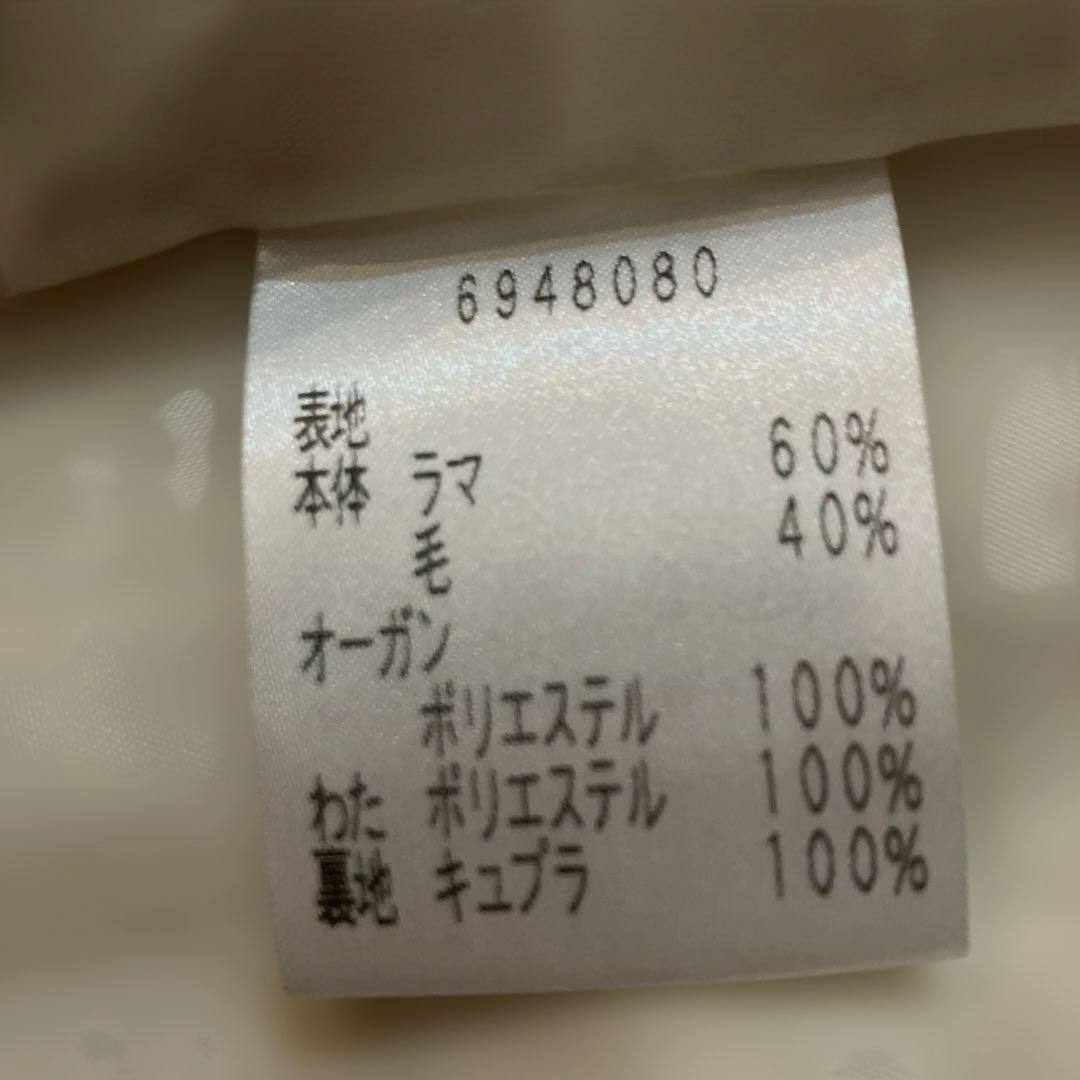 6948080
表地
本体 ラマ 60%
毛 40%
オーガン
ポリエステル 100%
わた ポリエステル 100%
裏地 キュプラ 100%